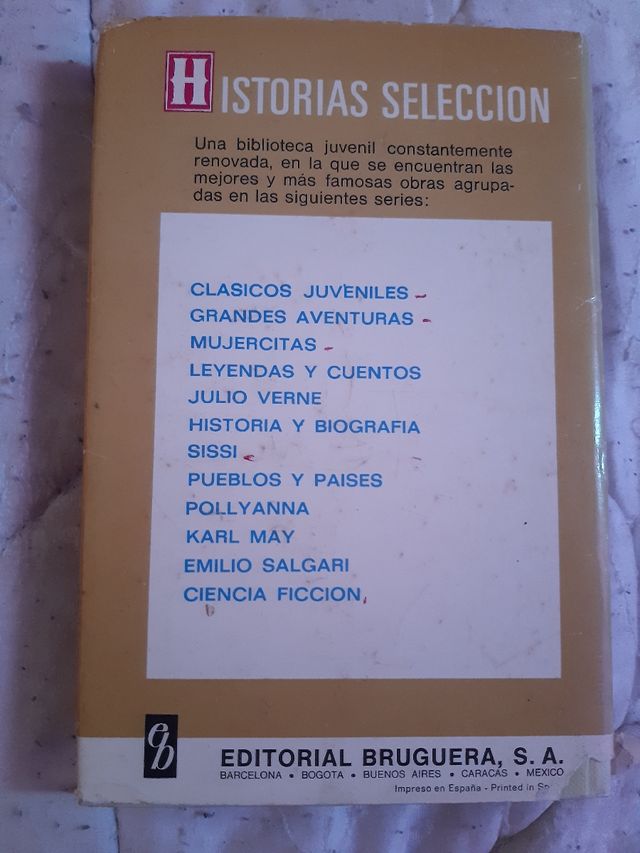 HISTORIAS SELECCION
Una biblioteca juvenil constantemente
renovada, en la que se encuentran las
mejores y más famosas obras agrupa-
das en las siguientes series:
CLASICOS JUVENILES
GRANDES AVENTURAS
MUJERCITAS
LEYENDAS Y CUENTOS
JULIO VERNE
HISTORIA Y BIOGRAFIA
SISSI
PUEBLOS Y PAISES
POLLYANNA
KARL MAY
EMILIO SALGARI
CIENCIA FICCION
eb
EDITORIAL BRUGUERA, S. A.
BARCELONA • BOGOTA • BUENOS AIRES • CARACAS • MEXICO
Impreso en España - Printed in